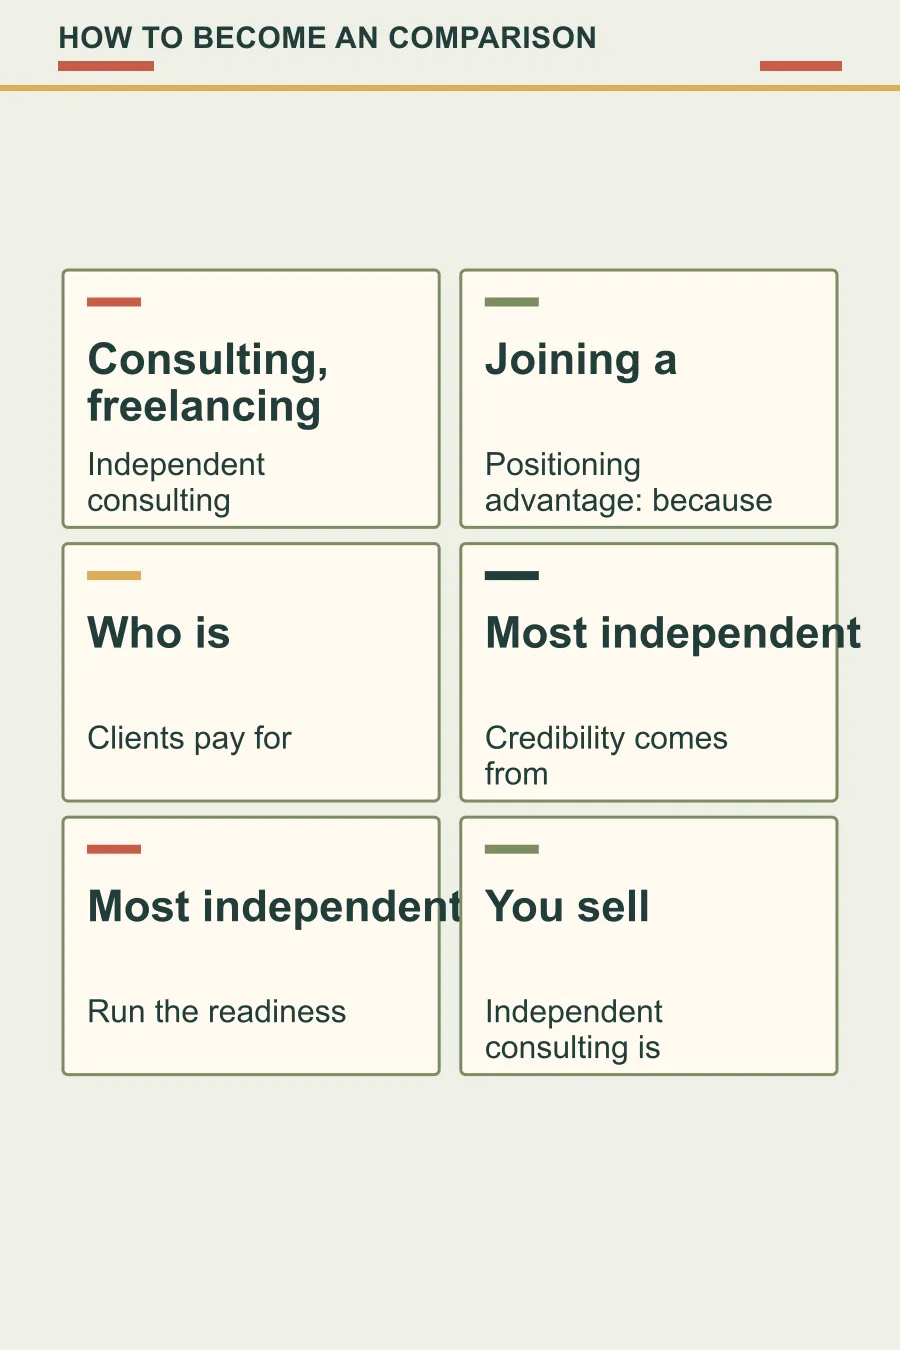 HOW TO BECOME AN COMPARISON
Consulting,
freelancing
Independent
consulting
Joining a
Positioning
advantage: because
Who is
Clients pay for
Most independent
Credibility comes
from
Most independent
Run the readiness
You sell
Independent
consulting is